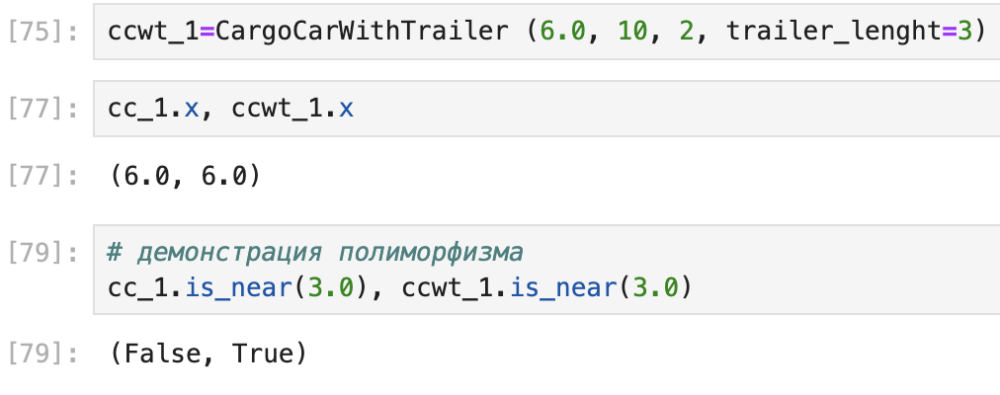 [75]: ccwt_1=CargoCarWithTrailer (6.0, 10, 2, trailer_lenght=3)
[77]: cc_1.x, ccwt_1.x
[77]: (6.0, 6.0)
[79]: # демонстрация полиморфизма
cc_1.is_near(3.0), ccwt_1.is_near(3.0)
[79]: (False, True)